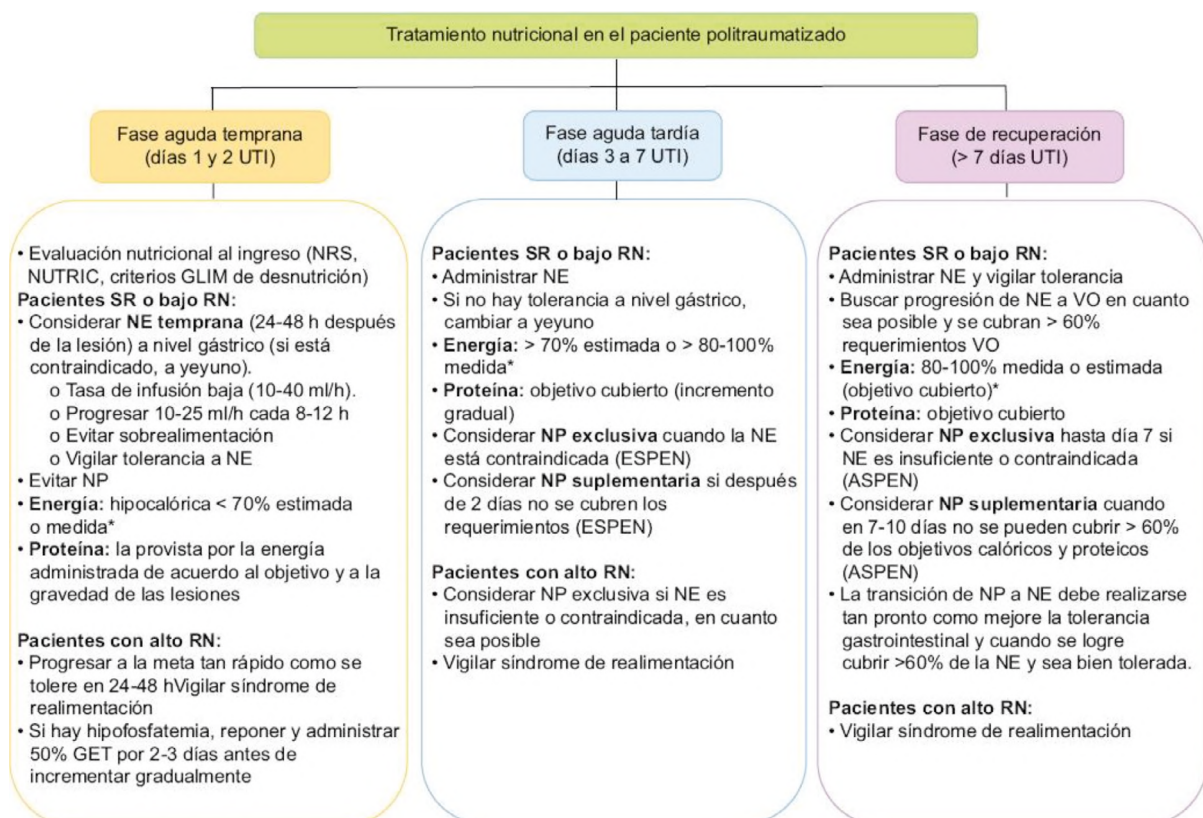 Tratamiento nutricional en el paciente politraumatizado
Fase aguda temprana
(días 1 y 2 UTI)
• Evaluación nutricional al ingreso (NRS,
NUTRIC, criterios GLIM de desnutrición)
Pacientes SR o bajo RN:
• Considerar NE temprana (24-48 h después
de la lesión) a nivel gástrico (si está
contraindicado, a yeyuno).
o Tasa de infusión baja (10-40 ml/h).
o Progresar 10-25 ml/h cada 8-12 h
o Evitar sobrealimentación
o Vigilar tolerancia a NE
• Evitar NP
• Energía: hipocalórica < 70% estimada
o medida*
• Proteína: la provista por la energía
administrada de acuerdo al objetivo y a la
gravedad de las lesiones
Pacientes con alto RN:
• Progresar a la meta tan rápido como se
tolere en 24-48 hVigilar síndrome de
realimentación
• Si hay hipofosfatemia, reponer y administrar
50% GET por 2-3 días antes de
incrementar gradualmente
Fase aguda tardía
(días 3 a 7 UTI)
Pacientes SR o bajo RN:
• Administrar NE
• Si no hay tolerancia a nivel gástrico,
cambiar a yeyuno
• Energía: > 70% estimada o > 80-100%
medida*
• Proteína: objetivo cubierto (incremento
gradual)
• Considerar NP exclusiva cuando la NE
está contraindicada (ESPEN)
• Considerar NP suplementaria si después
de 2 días no se cubren los
requerimientos (ESPEN)
Pacientes con alto RN:
• Considerar NP exclusiva si NE es
insuficiente o contraindicada, en cuanto
sea posible
• Vigilar síndrome de realimentación
Fase de recuperación
(> 7 días UTI)
Pacientes SR o bajo RN:
• Administrar NE y vigilar tolerancia
• Buscar progresión de NE a VO en cuanto
sea posible y se cubran > 60%
requerimientos VO
• Energía: 80-100% medida o estimada
(objetivo cubierto)*
• Proteína: objetivo cubierto
• Considerar NP exclusiva hasta día 7 si
NE es insuficiente o contraindicada
(ASPEN)
• Considerar NP suplementaria cuando
en 7-10 días no se pueden cubrir > 60%
de los objetivos calóricos y proteicos
(ASPEN)
• La transición de NP a NE debe realizarse
tan pronto como mejore la tolerancia
gastrointestinal y cuando se logre
cubrir >60% de la NE y sea bien tolerada.
Pacientes con alto RN:
• Vigilar síndrome de realimentación